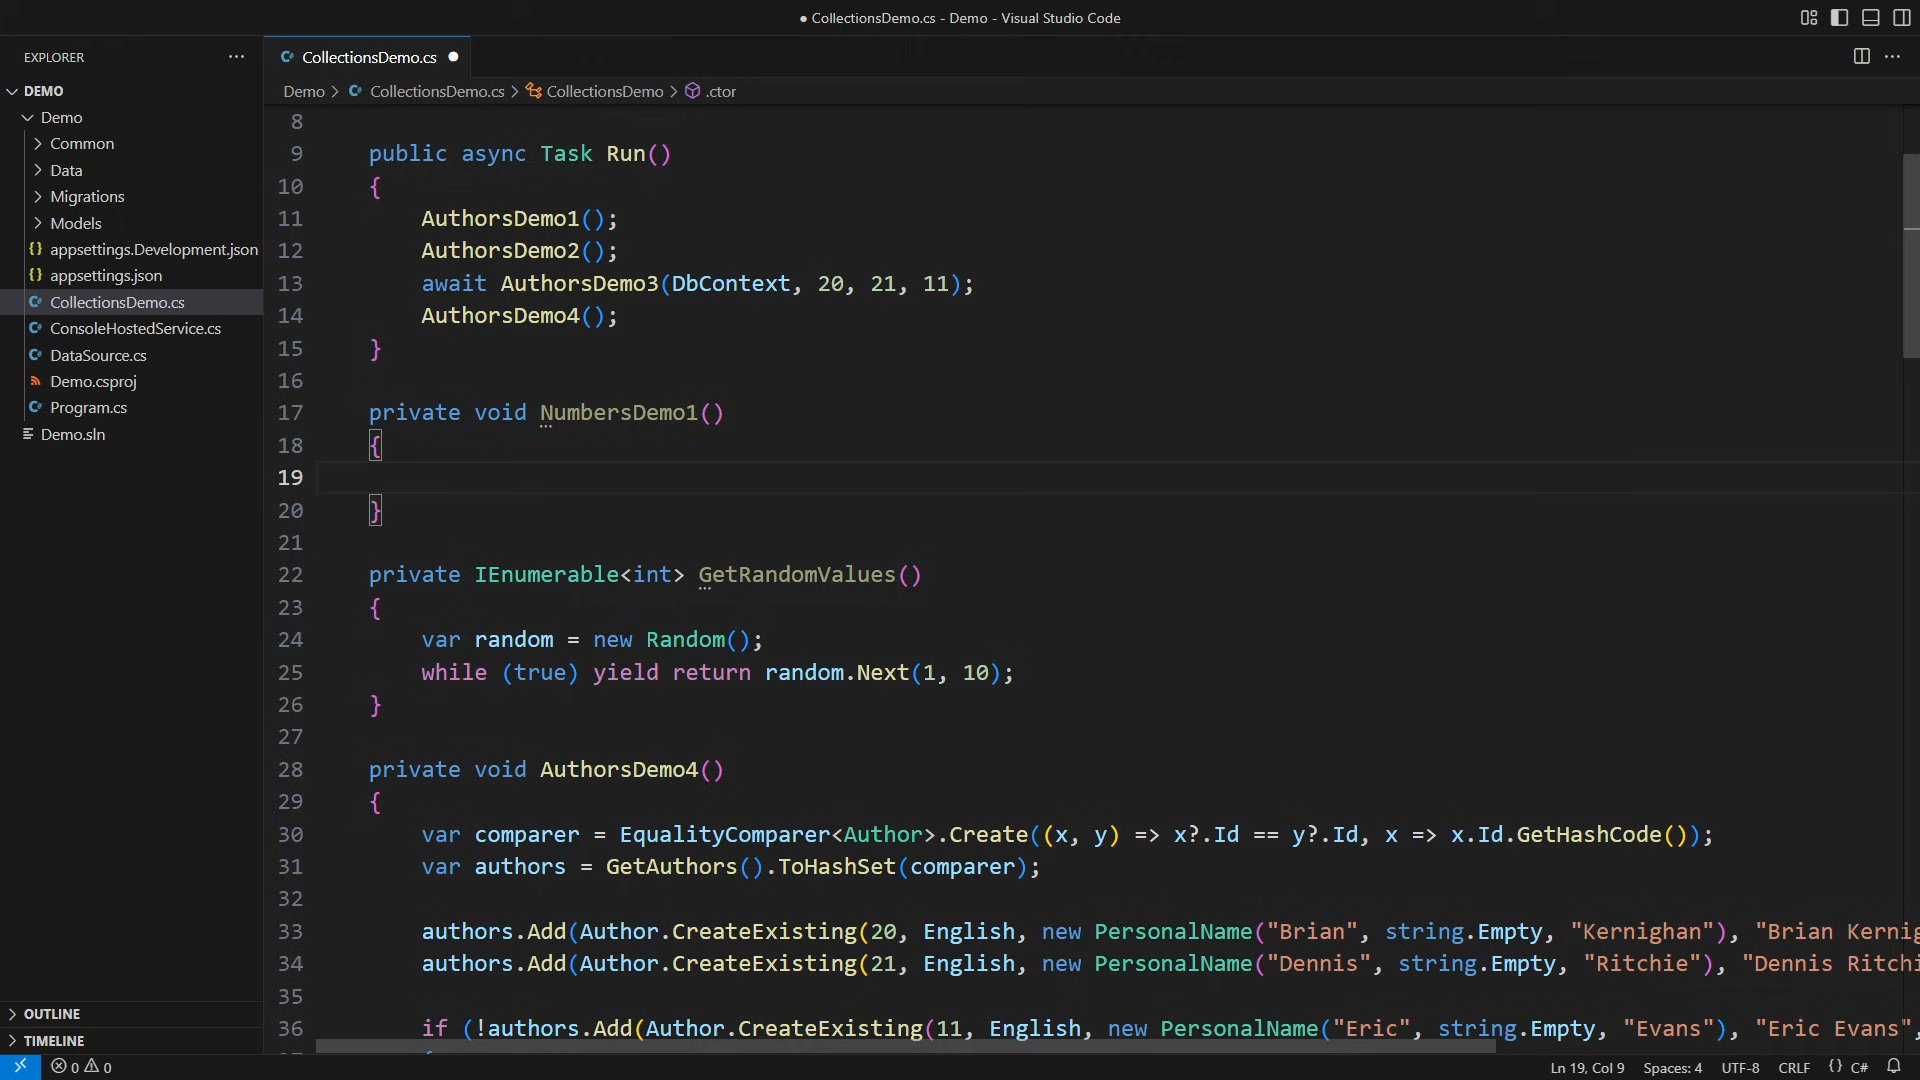 ● CollectionsDemo.cs - Demo - Visual Studio Code
EXPLORER
DEMO
Demo
Common
Data
Migrations
Models
appsettings.Development.json
appsettings.json
CollectionsDemo.cs
ConsoleHostedService.cs
DataSource.cs
Demo.csproj
Program.cs
Demo.sln
OUTLINE
TIMELINE
CollectionsDemo.cs ●
Demo > CollectionsDemo.cs > CollectionsDemo > .ctor
8
9 public async Task Run()
10 {
11 AuthorsDemo1();
12 AuthorsDemo2();
13 await AuthorsDemo3(DbContext, 20, 21, 11);
14 AuthorsDemo4();
15 }
16
17 private void NumbersDemo1()
18 {
19
20 }
21
22 private IEnumerable<int> GetRandomValues()
23 {
24 var random = new Random();
25 while (true) yield return random.Next(1, 10);
26 }
27
28 private void AuthorsDemo4()
29 {
30 var comparer = EqualityComparer<Author>.Create((x, y) => x?.Id == y?.Id, x => x.Id.GetHashCode());
31 var authors = GetAuthors().ToHashSet(comparer);
32
33 authors.Add(Author.CreateExisting(20, English, new PersonalName("Brian", string.Empty, "Kernighan"), "Brian Kernig
34 authors.Add(Author.CreateExisting(21, English, new PersonalName("Dennis", string.Empty, "Ritchie"), "Dennis Ritchi
35
36 if (!authors.Add(Author.CreateExisting(11, English, new PersonalName("Eric", string.Empty, "Evans"), "Eric Evans",
0 0
Ln 19, Col 9 Spaces: 4 UTF-8 CRLF {} C#